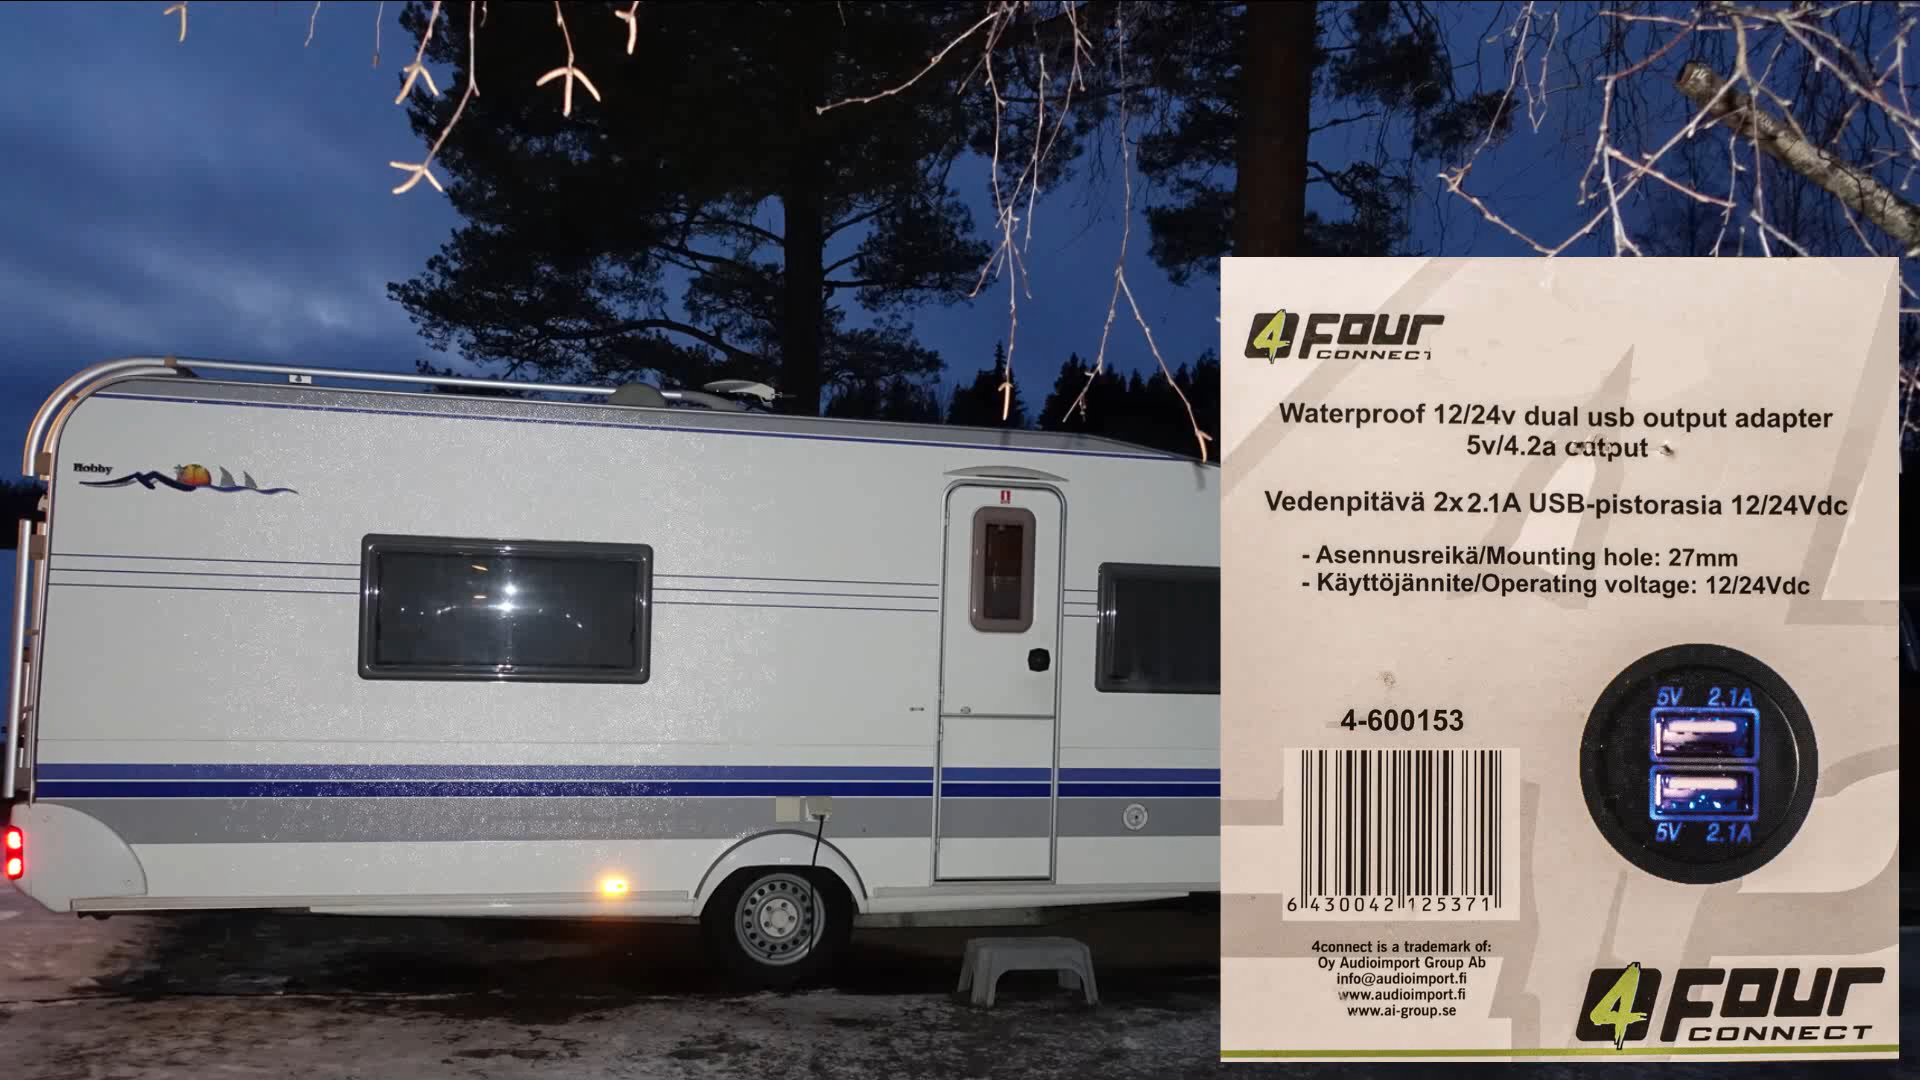 Hobby
4 FOUR
CONNECT
Waterproof 12/24v dual usb output adapter
5v/4.2a output
Vedenpitävä 2x2.1A USB-pistorasia 12/24Vdc
- Asennusreikä/Mounting hole: 27mm
- Käyttöjännite/Operating voltage: 12/24Vdc
5V 2.1A
4-600153
5V 2.1A
6 430042 125371
4connect is a trademark of:
Oy Audioimport Group Ab
info@audioimport.fi
www.audioimport.fi
www.ai-group.se
4 FOUR
CONNECT